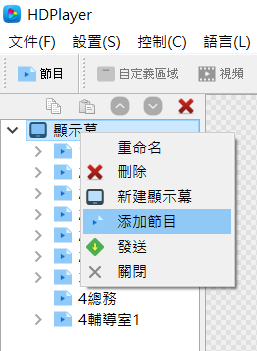 HDPlayer
文件(F) 設置(S) 控制(C) 語言(L)
節目 自定義區域 視頻
顯示幕
重命名
刪除
新建顯示幕
添加節目
發送
關閉
4總務
4輔導室1